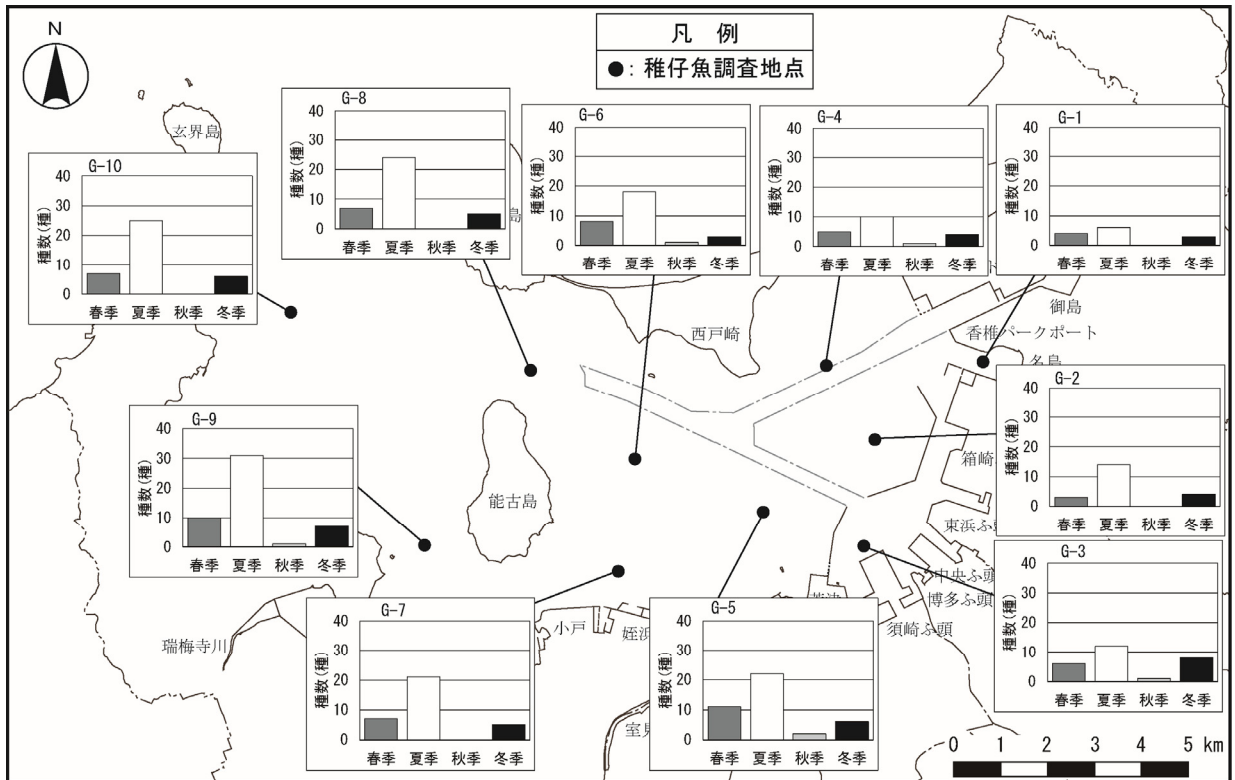 N
凡 例
●: 稚仔魚調査地点
玄界島
G-8
種数(種)
40
30
20
10
0
春季 夏季 秋季 冬季
島
G-6
種数(種)
40
30
20
10
0
春季 夏季 秋季 冬季
G-4
種数(種)
40
30
20
10
0
春季 夏季 秋季 冬季
G-1
種数(種)
40
30
20
10
0
春季 夏季 秋季 冬季
G-10
種数(種)
40
30
20
10
0
春季 夏季 秋季 冬季
御島
香椎パークポート
名島
西戸崎
G-2
種数(種)
40
30
20
10
0
春季 夏季 秋季 冬季
箱崎
G-9
種数(種)
40
30
20
10
0
春季 夏季 秋季 冬季
能古島
東浜ふ
中央ふ頭
博多ふ頭
須崎ふ頭
G-3
種数(種)
40
30
20
10
0
春季 夏季 秋季 冬季
瑞梅寺川
G-7
種数(種)
40
30
20
10
0
春季 夏季 秋季 冬季
小戸
姪浜
G-5
種数(種)
40
30
20
10
0
春季 夏季 秋季 冬季
室見
0 1 2 3 4 5 km